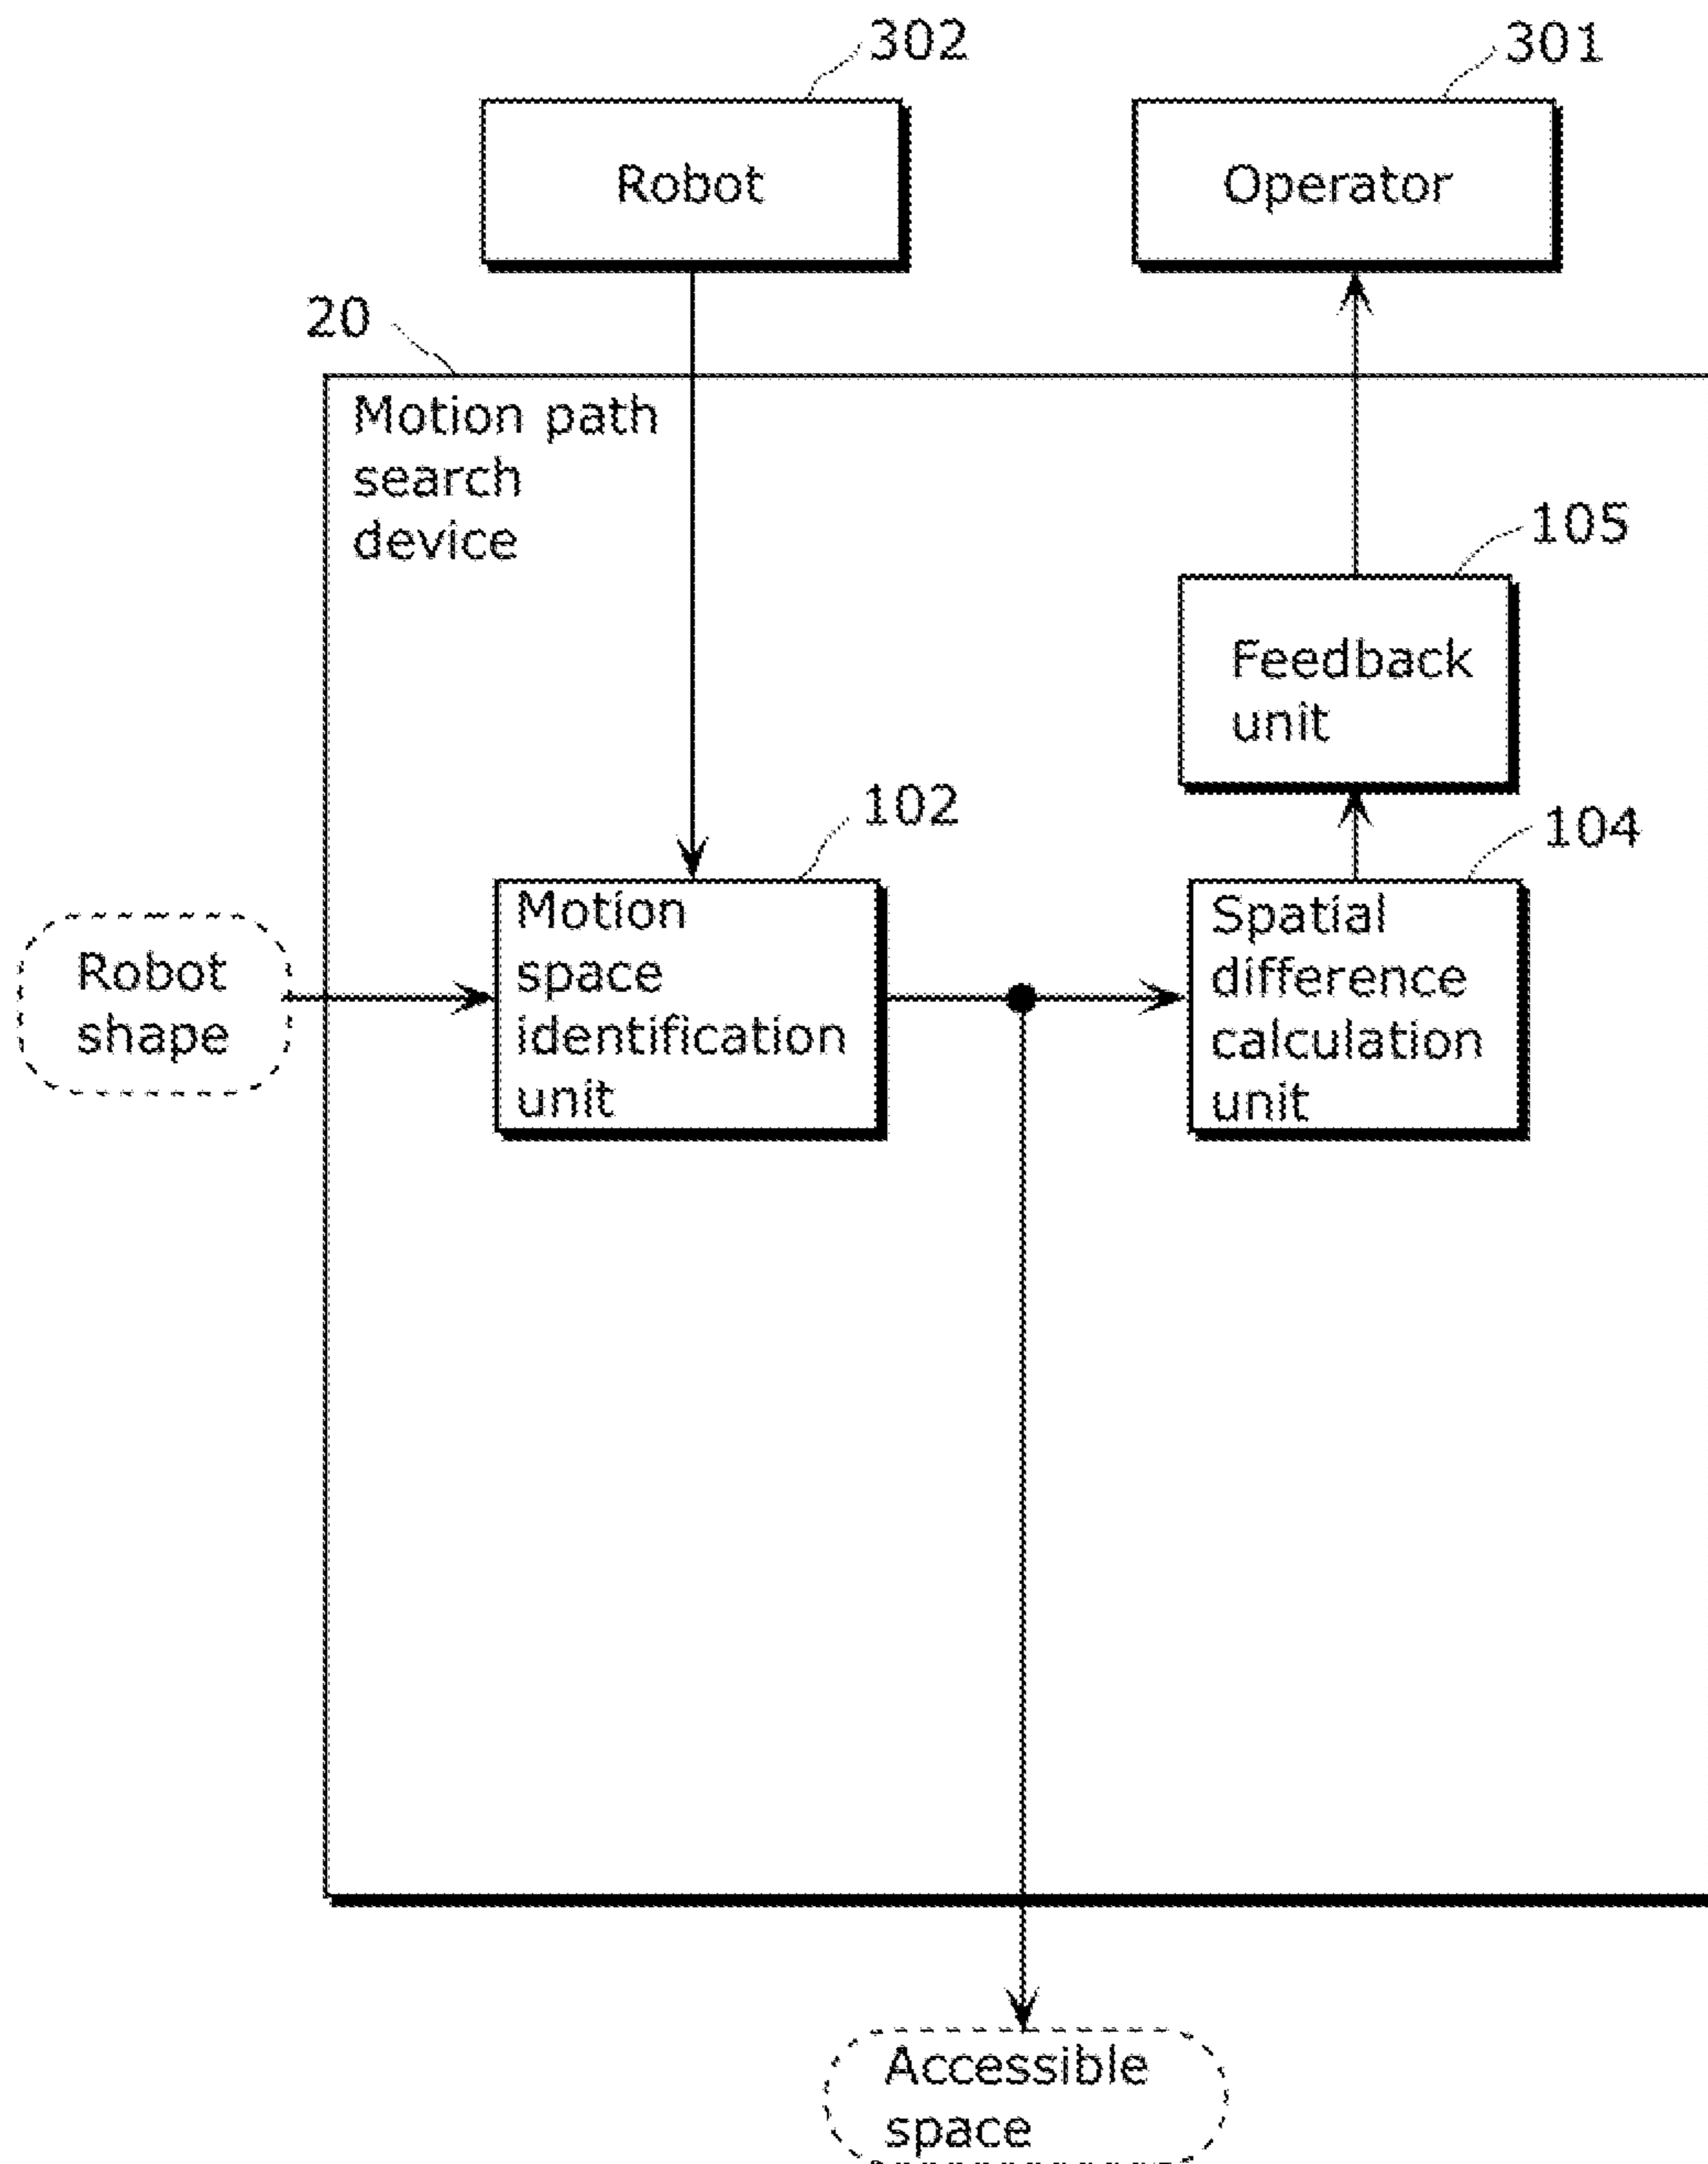 302
301
Robot
Operator
20
Motion path
search
device
105
Feedback
unit
102
104
Motion
space
identification
unit
Spatial
difference
calculation
unit
Robot
shape
Accessible
space